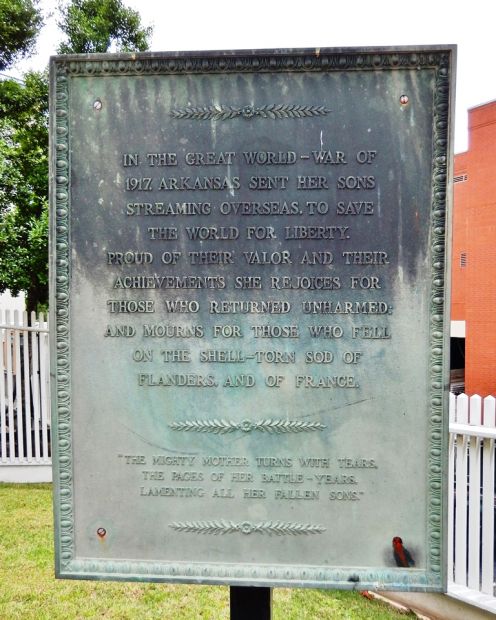 IN THE GREAT WORLD-WAR OF
1917, ARKANSAS SENT HER SONS
STREAMING OVERSEAS, TO SAVE
THE WORLD FOR LIBERTY.
PROUD OF THEIR VALOR AND THEIR
ACHIEVEMENTS SHE REJOICES FOR
THOSE WHO RETURNED UNHARMED;
AND MOURNS FOR THOSE WHO FELL
ON THE SHELL-TORN SOD OF
FLANDERS, AND OF FRANCE.
"THE MIGHTY MOTHER TURNS WITH TEARS,
THE PAGES OF HER BATTLE-YEARS,
LAMENTING ALL HER FALLEN SONS."